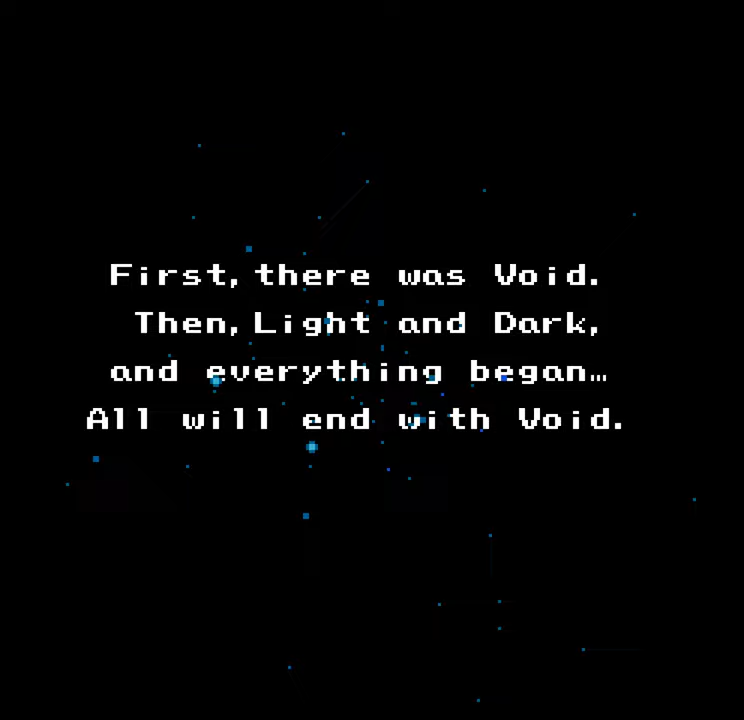 First, there was Void.
Then, Light and Dark,
and everything began…
All will end with Void.